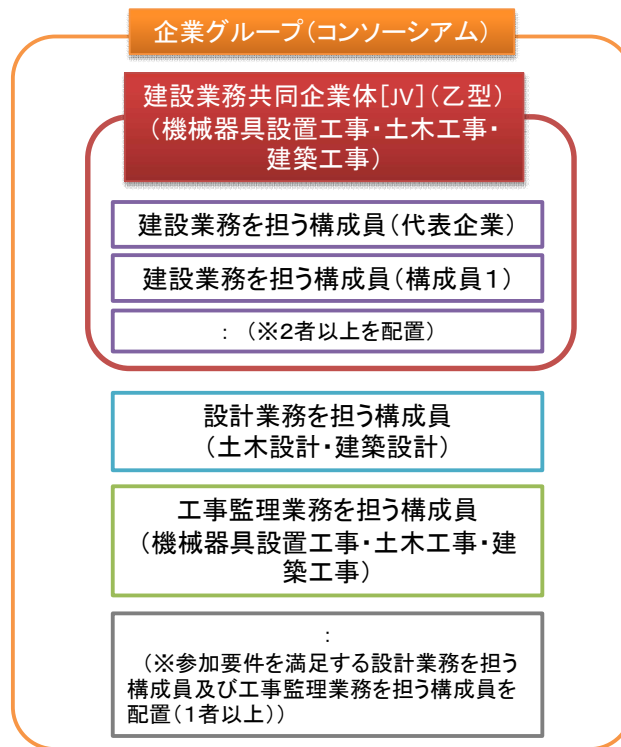 企業グループ(コンソーシアム)
建設業務共同企業体[JV](乙型)
(機械器具設置工事・土木工事・
建築工事)
建設業務を担う構成員(代表企業)
建設業務を担う構成員(構成員1)
: (※2者以上を配置)
設計業務を担う構成員
(土木設計・建築設計)
工事監理業務を担う構成員
(機械器具設置工事・土木工事・建
築工事)
:
(※参加要件を満足する設計業務を担う
構成員及び工事監理業務を担う構成員を
配置(1者以上))